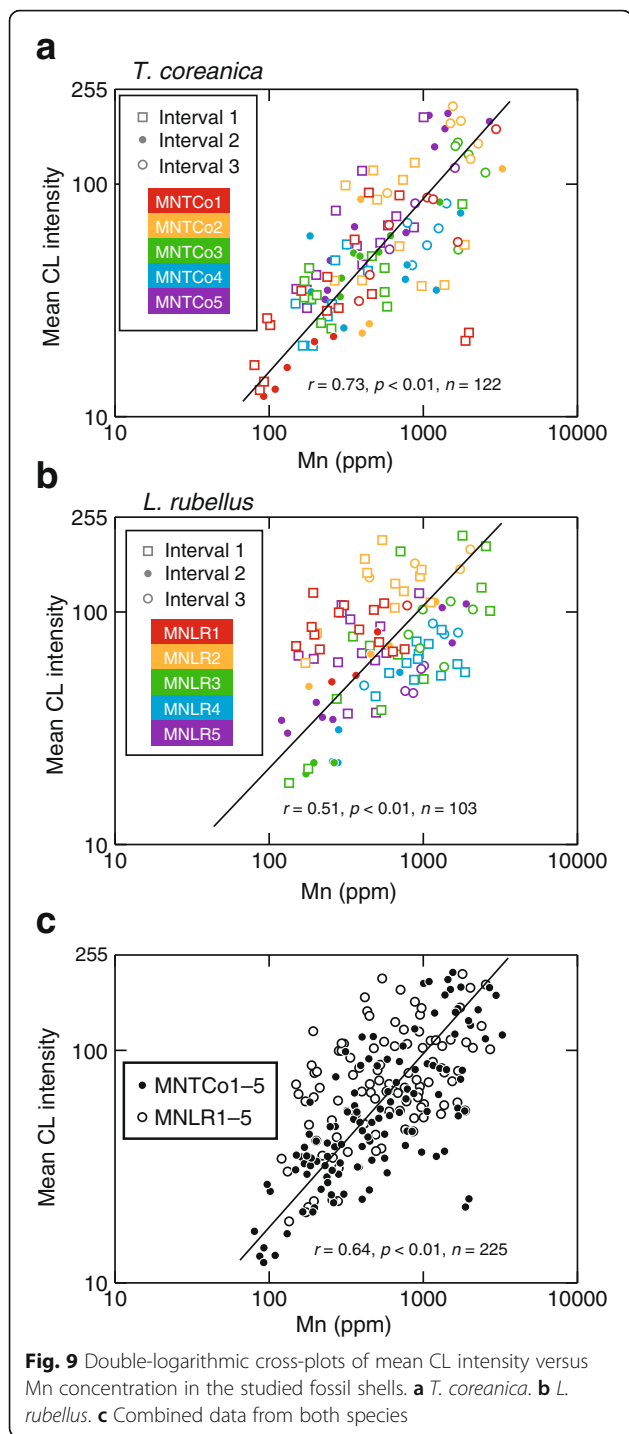 a
T. coreanica
255
100
10
Mean CL intensity
Interval 1
Interval 2
Interval 3
MNTCo1
MNTCo2
MNTCo3
MNTCo4
MNTCo5
r = 0.73, p < 0.01, n = 122
10 100 1000 10000
Mn (ppm)
b
L. rubellus
255
100
10
Mean CL intensity
Interval 1
Interval 2
Interval 3
MNLR1
MNLR2
MNLR3
MNLR4
MNLR5
r = 0.51, p < 0.01, n = 103
10 100 1000 10000
Mn (ppm)
c
255
100
10
Mean CL intensity
MNTCo1–5
MNLR1–5
r = 0.64, p < 0.01, n = 225
10 100 1000 10000
Mn (ppm)
Fig. 9 Double-logarithmic cross-plots of mean CL intensity versus
Mn concentration in the studied fossil shells. a T. coreanica. b L.
rubellus. c Combined data from both species